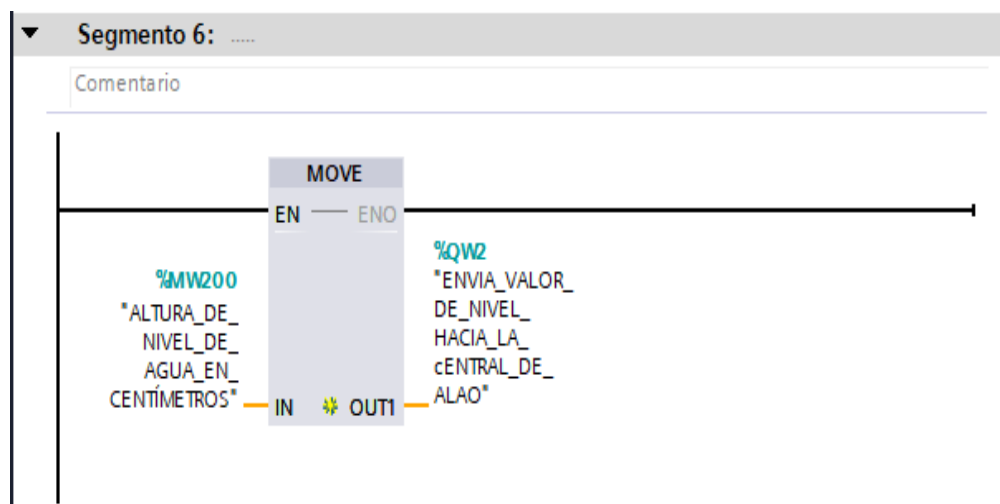 Segmento 6: .....
Comentario
MOVE
EN ENO
%MW200
"ALTURA_DE_
NIVEL_DE_
AGUA_EN_
CENTÍMETROS"
IN
OUT1
%QW2
"ENVIA_VALOR_
DE_NIVEL_
HACIA_LA_
cENTRAL_DE_
ALAO"